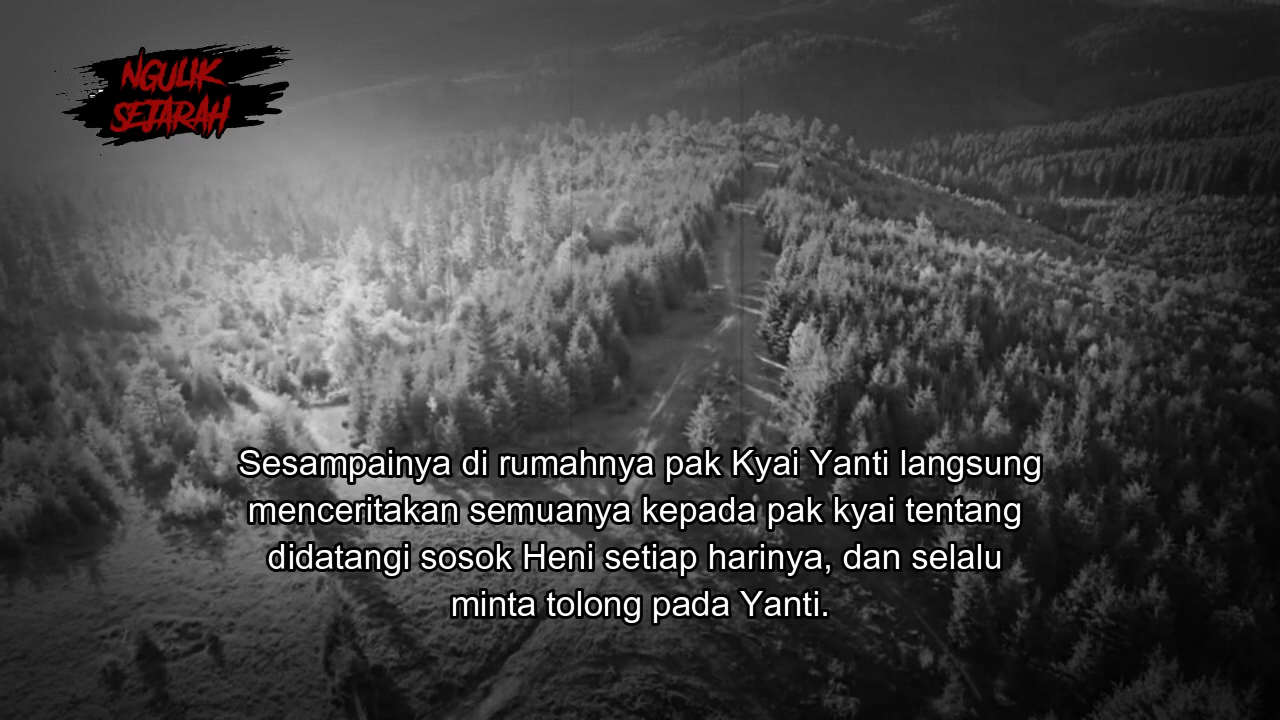 NGULIK
SEJARAH
Sesampainya di rumahnya pak Kyai Yanti langsung
menceritakan semuanya kepada pak kyai tentang
didatangi sosok Heni setiap harinya, dan selalu
minta tolong pada Yanti.